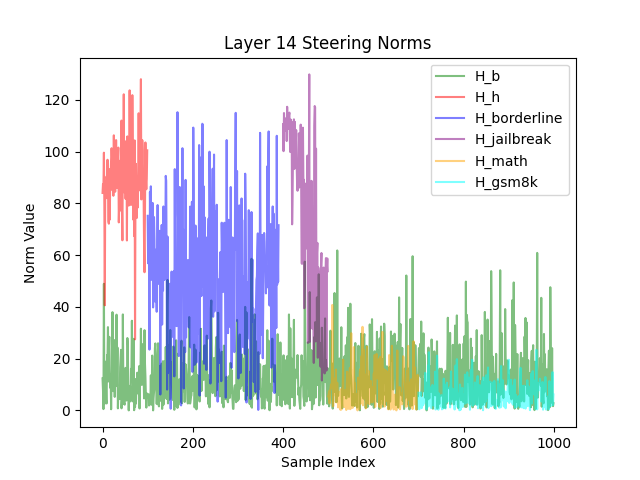 Layer 14 Steering Norms
H_b
H_h
H_borderline
H_jailbreak
H_math
H_gsm8k
Norm Value
120
100
80
60
40
20
0
0 200 400 600 800 1000
Sample Index